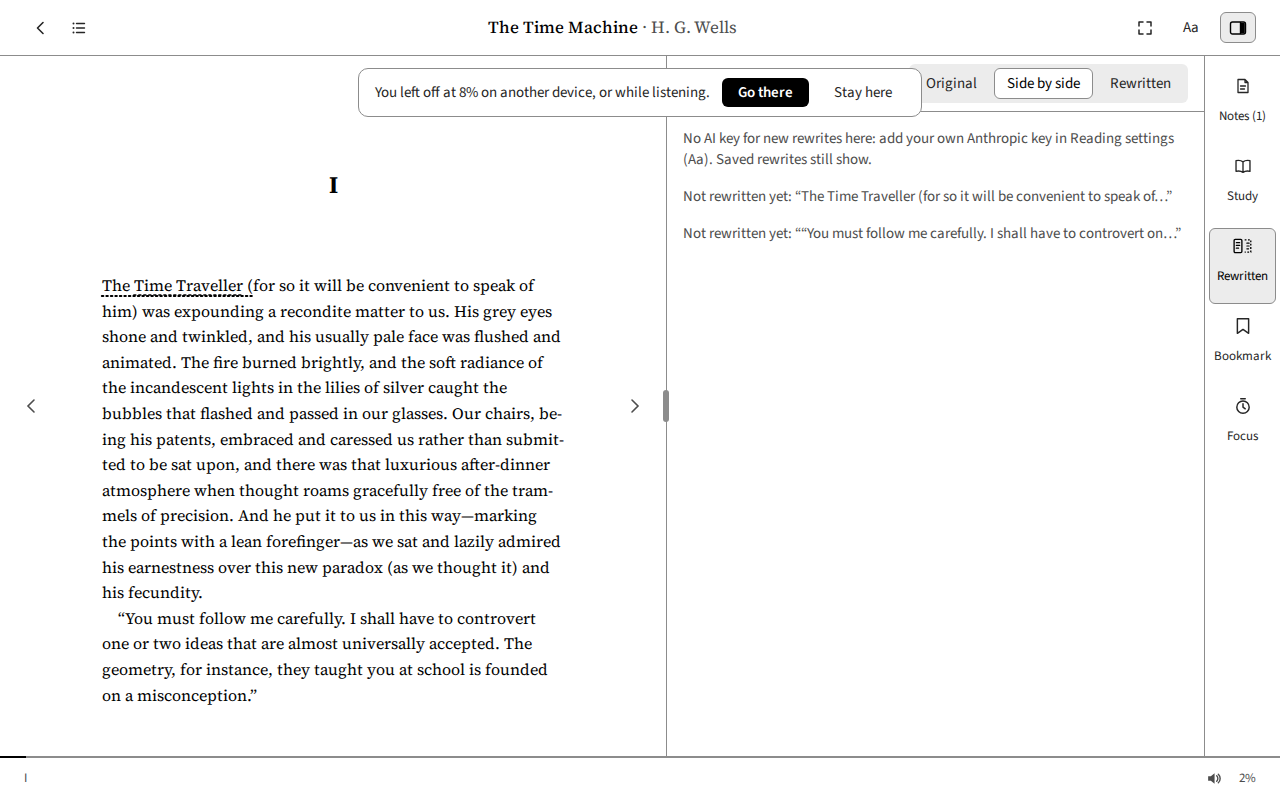 The Time Machine · H. G. Wells
Aa
You left off at 8% on another device, or while listening.
Go there
Stay here
Original
Side by side
Rewritten
I
The Time Traveller (for so it will be convenient to speak of
him) was expounding a recondite matter to us. His grey eyes
shone and twinkled, and his usually pale face was flushed and
animated. The fire burned brightly, and the soft radiance of
the incandescent lights in the lilies of silver caught the
bubbles that flashed and passed in our glasses. Our chairs, be-
ing his patents, embraced and caressed us rather than submit-
ted to be sat upon, and there was that luxurious after-dinner
atmosphere when thought roams gracefully free of the tram-
mels of precision. And he put it to us in this way—marking
the points with a lean forefinger—as we sat and lazily admired
his earnestness over this new paradox (as we thought it) and
his fecundity.
“You must follow me carefully. I shall have to controvert
one or two ideas that are almost universally accepted. The
geometry, for instance, they taught you at school is founded
on a misconception.”
No AI key for new rewrites here: add your own Anthropic key in Reading settings
(Aa). Saved rewrites still show.
Not rewritten yet: “The Time Traveller (for so it will be convenient to speak of…”
Not rewritten yet: ““You must follow me carefully. I shall have to controvert on…”
Notes (1)
Study
Rewritten
Bookmark
Focus
I
2%